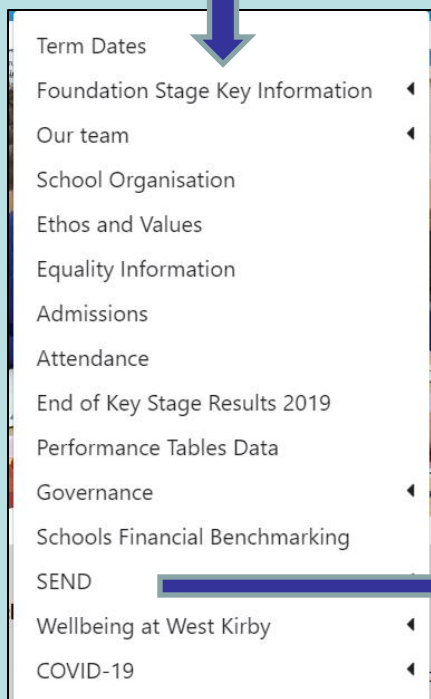 Term Dates
Foundation Stage Key Information
Our team
School Organisation
Ethos and Values
Equality Information
Admissions
Attendance
End of Key Stage Results 2019
Performance Tables Data
Governance
Schools Financial Benchmarking
SEND
Wellbeing at West Kirby
COVID-19